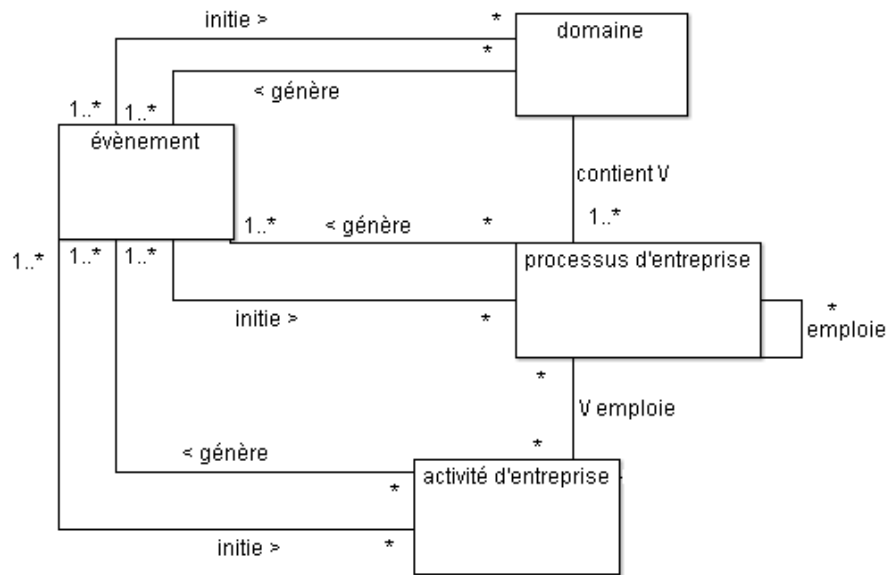 initie >
*
domaine
*
< génère
1..*
1..*
évènement
contient V
1..*
< génère
*
1..*
1..*
1..*
1..*
processus d'entreprise
initie >
*
*
emploie
*
V emploie
*
< génère
activité d'entreprise
*
initie >
*